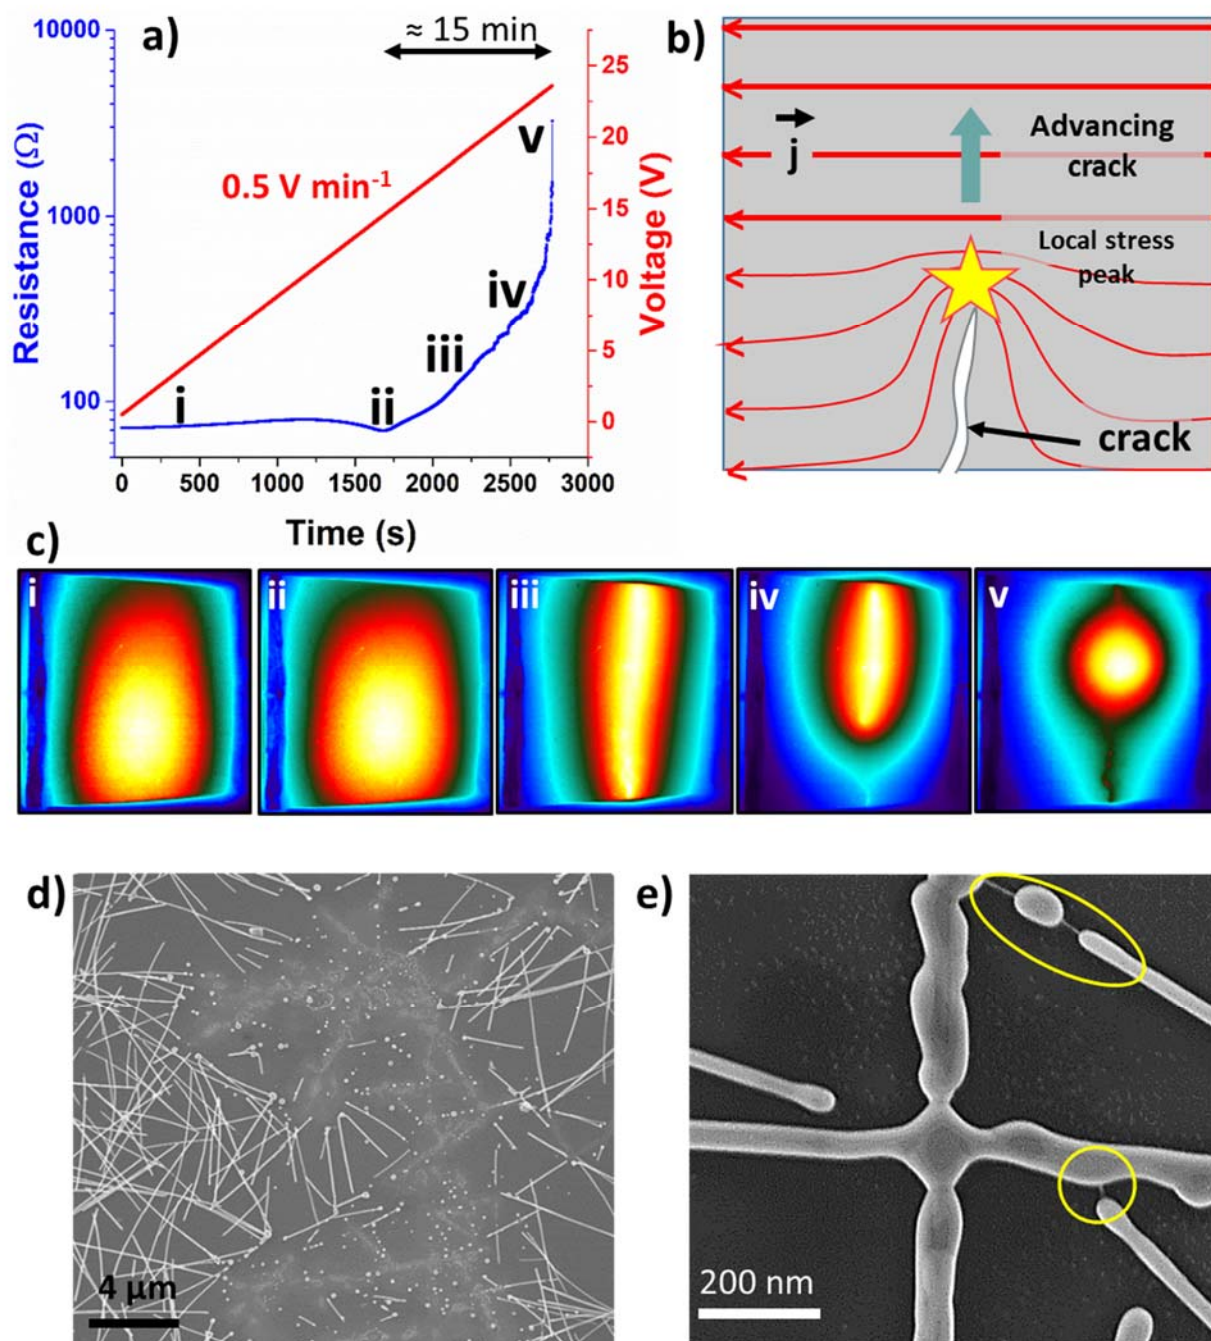 a)
≈ 15 min
10000
1000
100
Resistance (Ω)
0.5 V min⁻¹
i
ii
iii
iv
v
25
20
15
10
5
0
Voltage (V)
0 500 1000 1500 2000 2500 3000
Time (s)
b)
j
Advancing
crack
Local stress
peak
crack
c)
i
ii
iii
iv
v
d)
4 μm
e)
200 nm